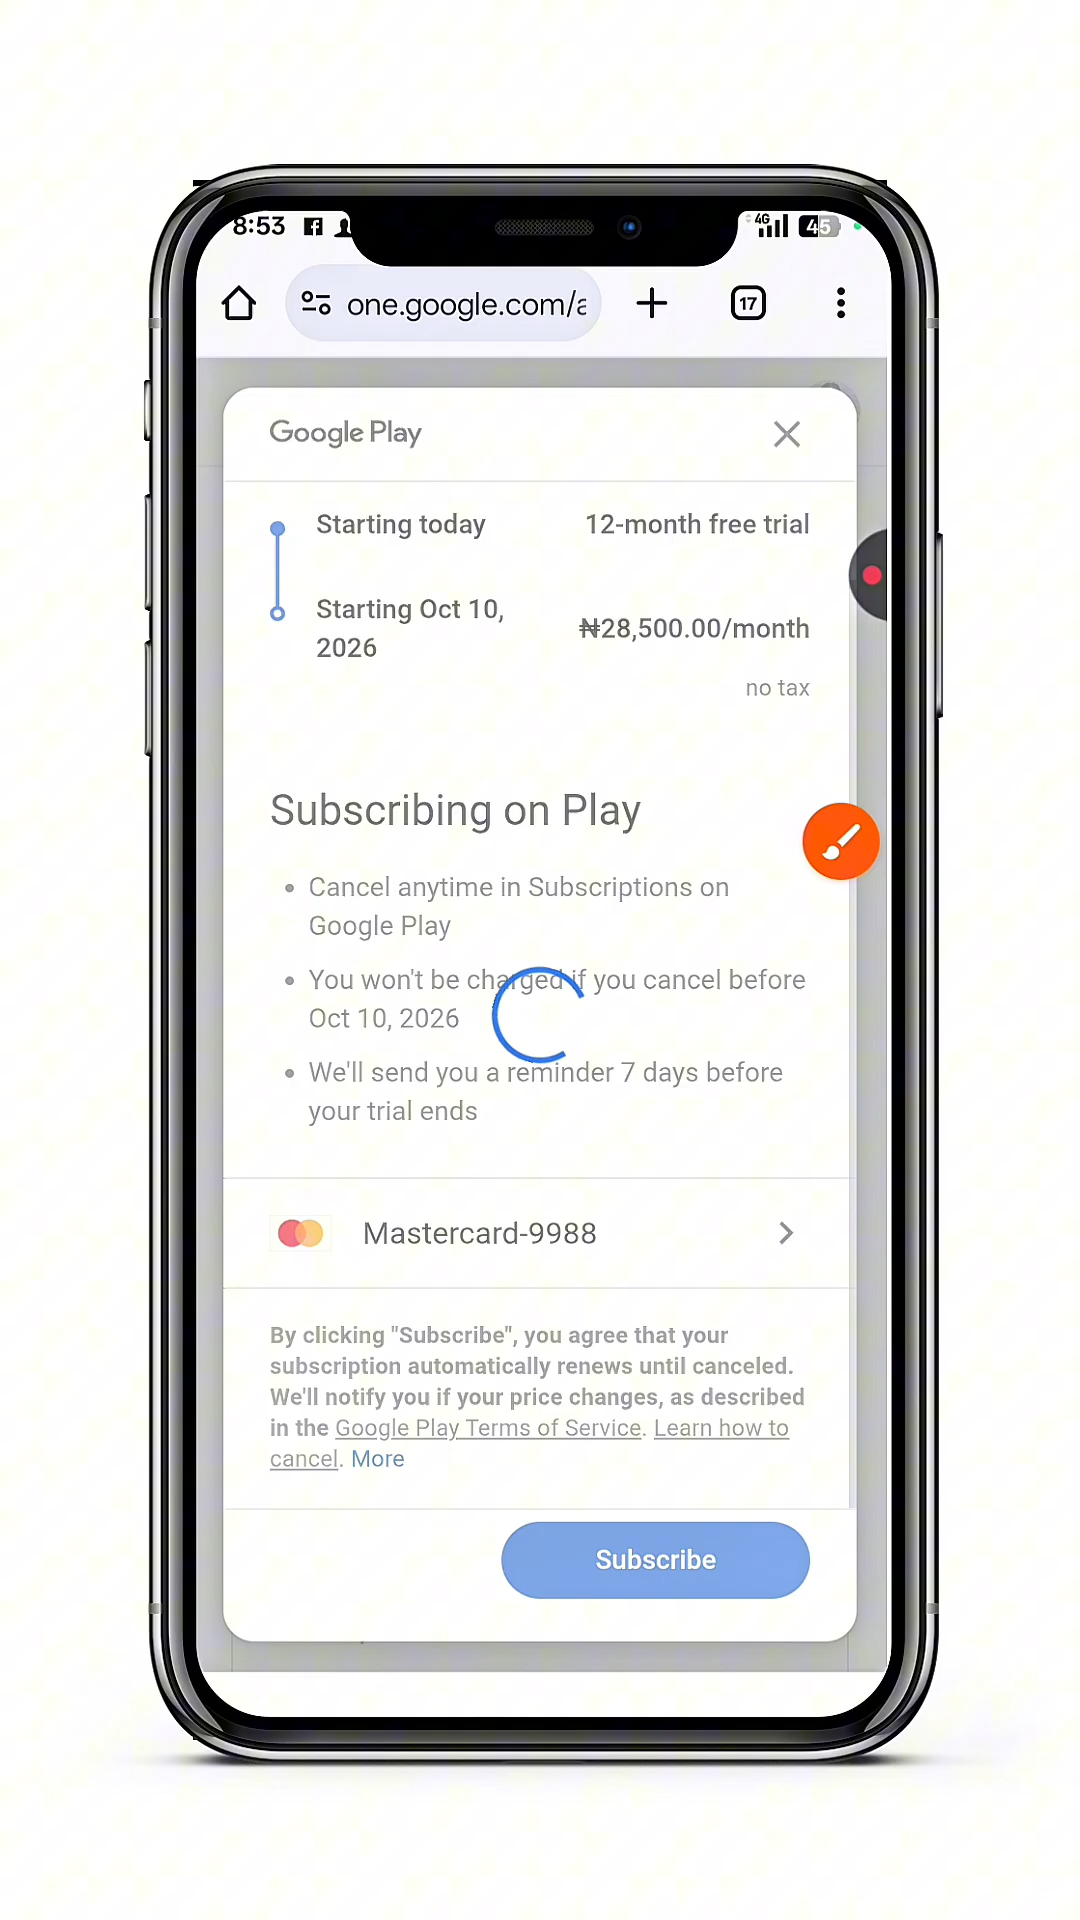 8:53
4G
45
one.google.com/a
17
Google Play
Starting today
12-month free trial
Starting Oct 10,
2026
₦28,500.00/month
no tax
Subscribing on Play
• Cancel anytime in Subscriptions on
Google Play
• You won't be charged if you cancel before
Oct 10, 2026
• We'll send you a reminder 7 days before
your trial ends
Mastercard-9988
By clicking "Subscribe", you agree that your
subscription automatically renews until canceled.
We'll notify you if your price changes, as described
in the Google Play Terms of Service. Learn how to
cancel. More
Subscribe